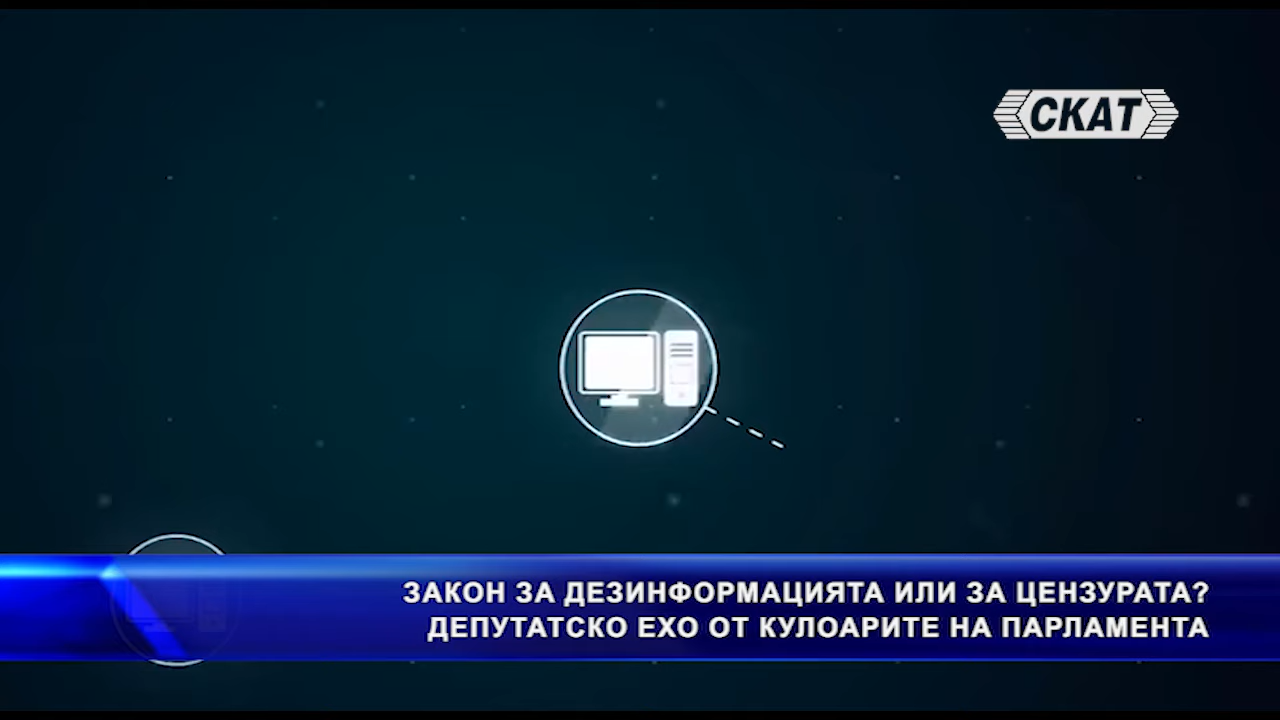 СКАТ
ЗАКОН ЗА ДЕЗИНФОРМАЦИЯТА ИЛИ ЗА ЦЕНЗУРАТА?
ДЕПУТАТСКО ЕХО ОТ КУЛОАРИТЕ НА ПАРЛАМЕНТА